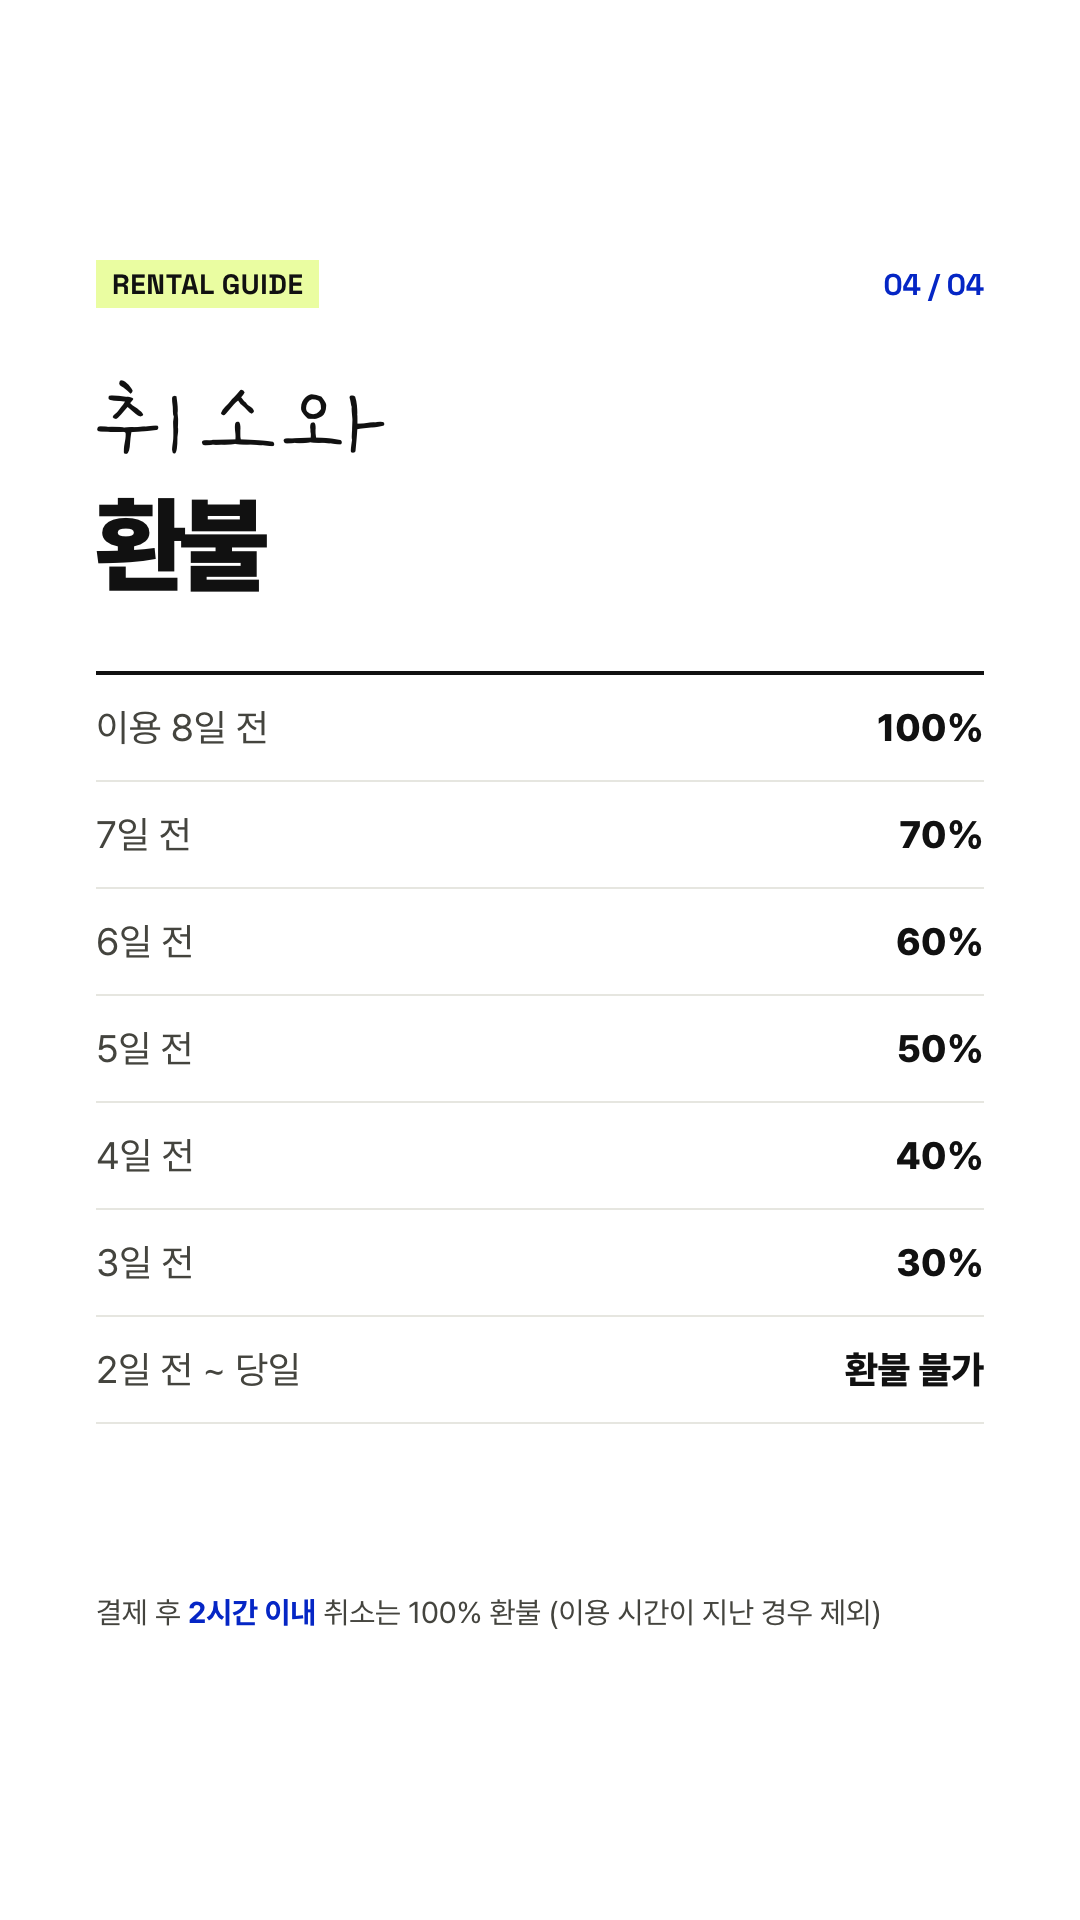 RENTAL GUIDE 04 / 04
취소와
환불
이용 8일 전 100%
7일 전 70%
6일 전 60%
5일 전 50%
4일 전 40%
3일 전 30%
2일 전 ~ 당일 환불 불가
결제 후 2시간 이내 취소는 100% 환불 (이용 시간이 지난 경우 제외)